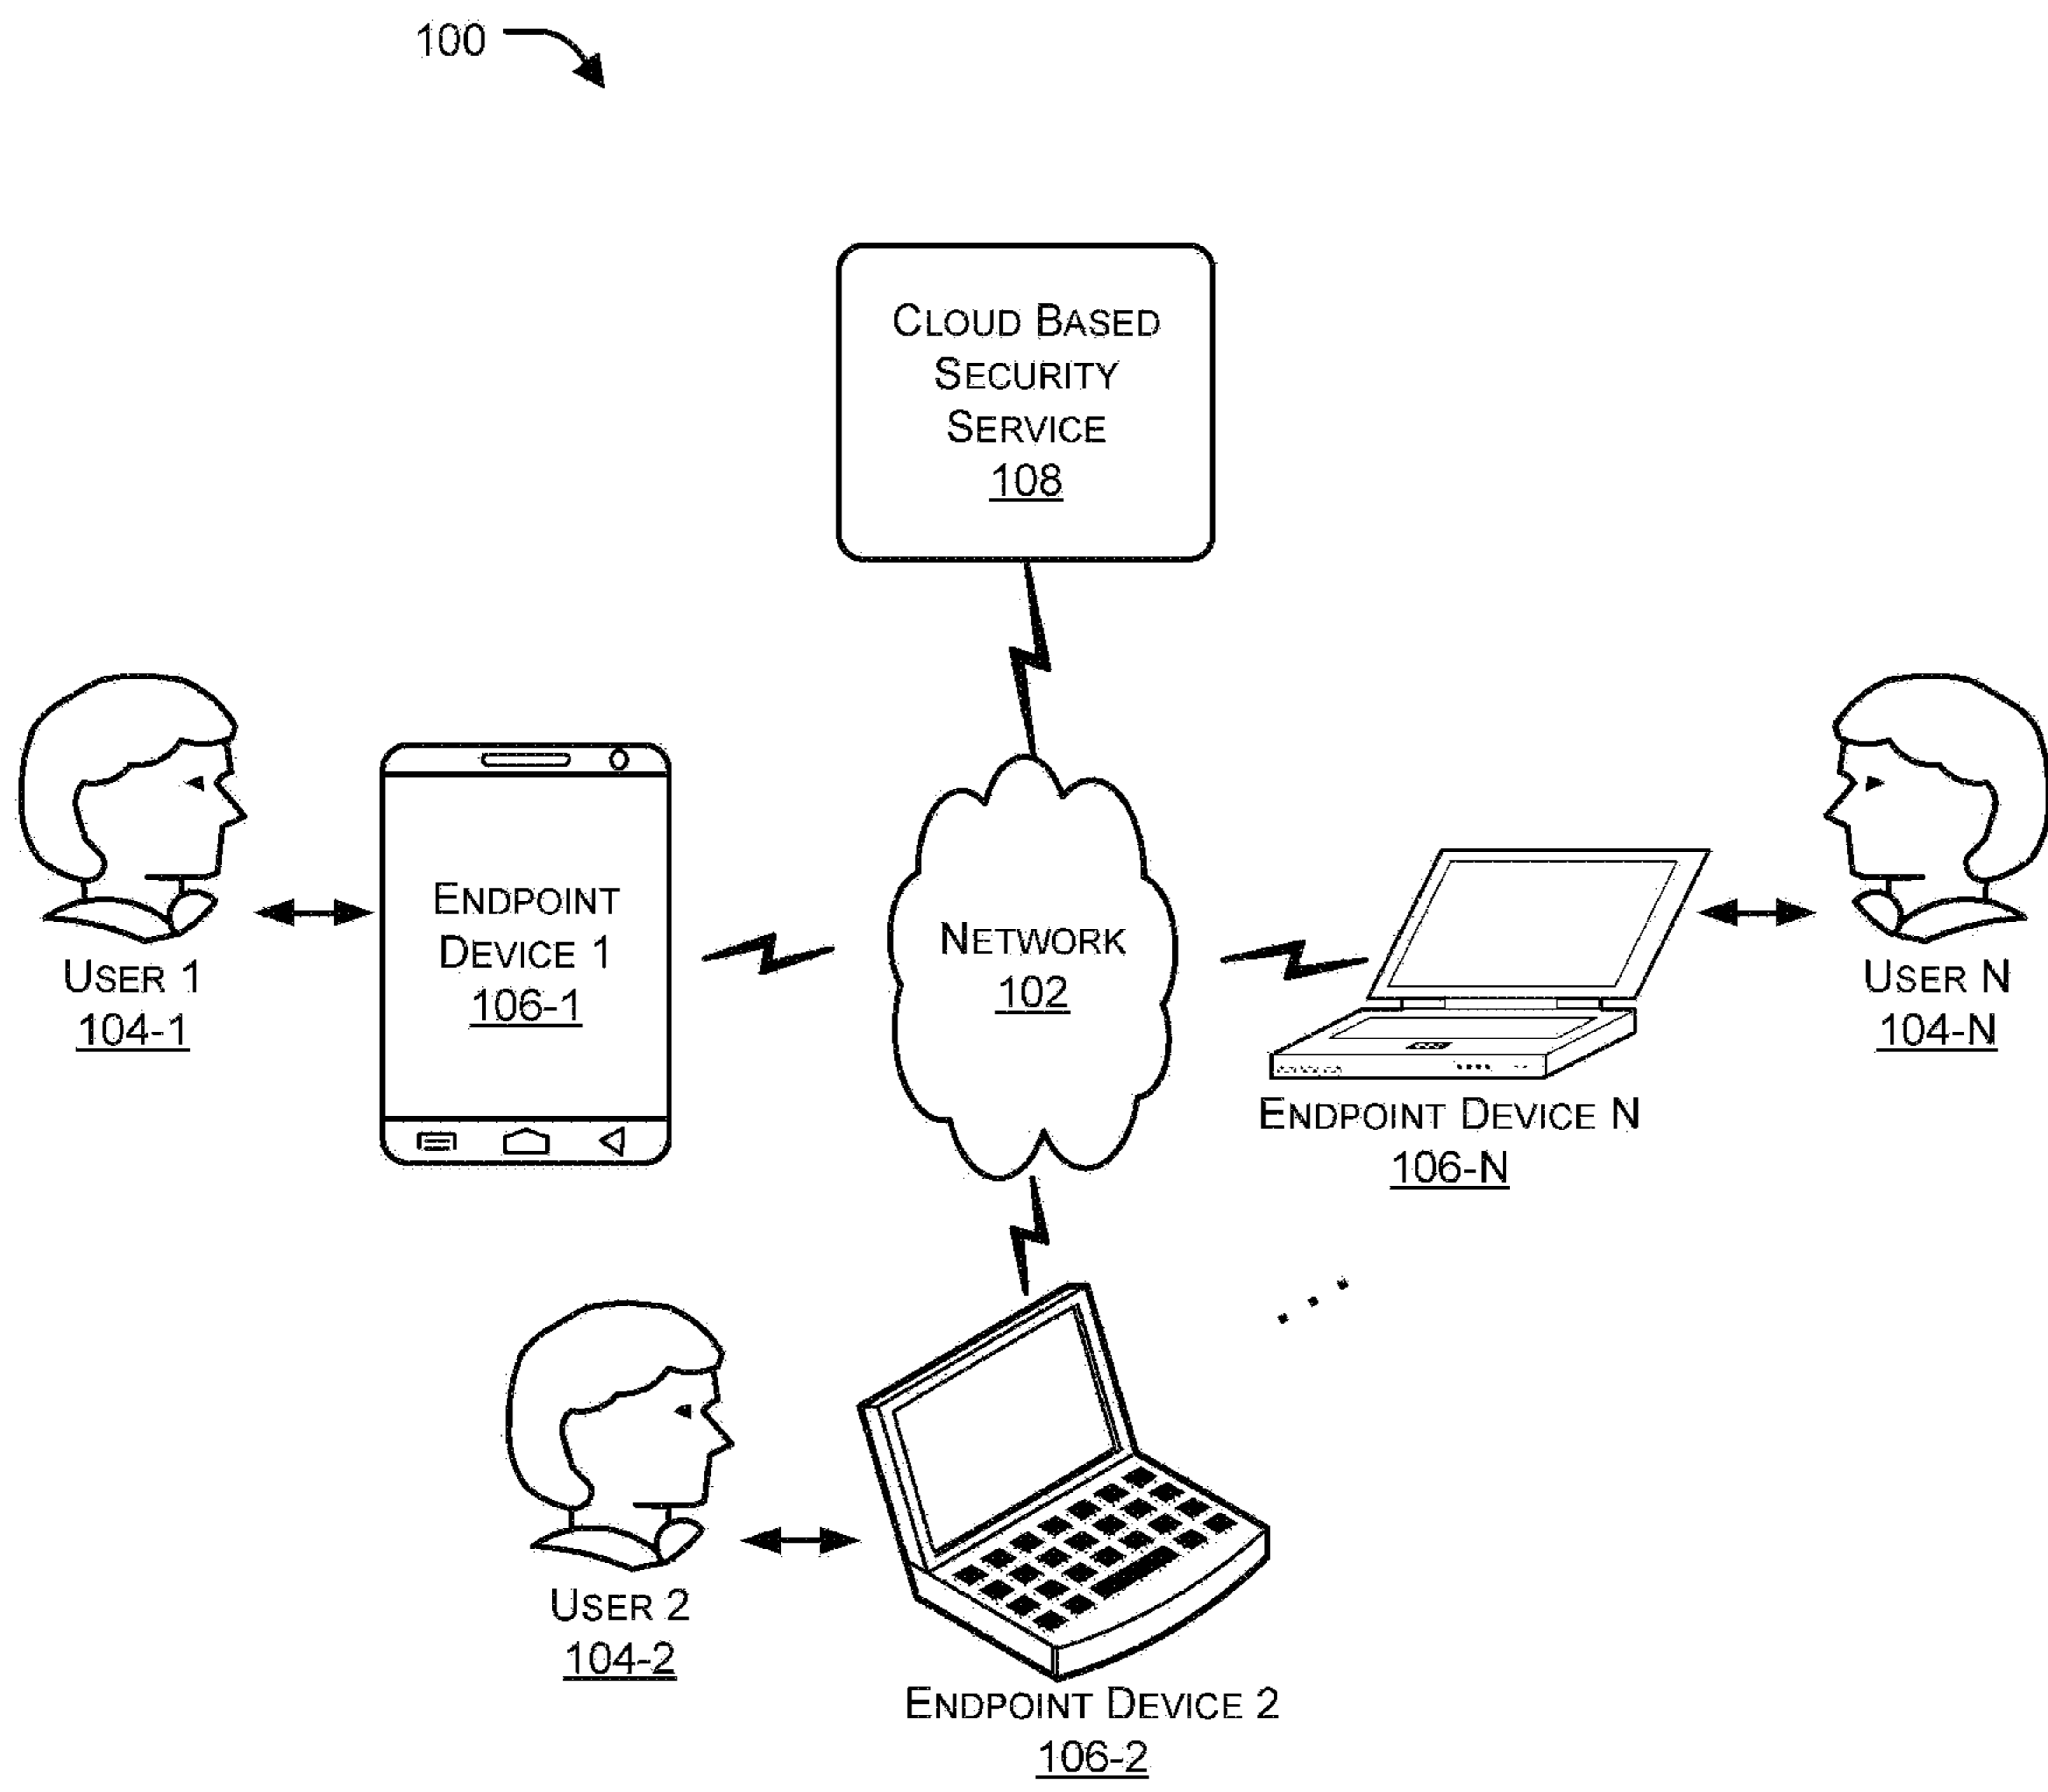 100
CLOUD BASED
SECURITY
SERVICE
108
ENDPOINT
DEVICE 1
106-1
USER 1
104-1
NETWORK
102
USER N
104-N
ENDPOINT DEVICE N
106-N
USER 2
104-2
ENDPOINT DEVICE 2
106-2